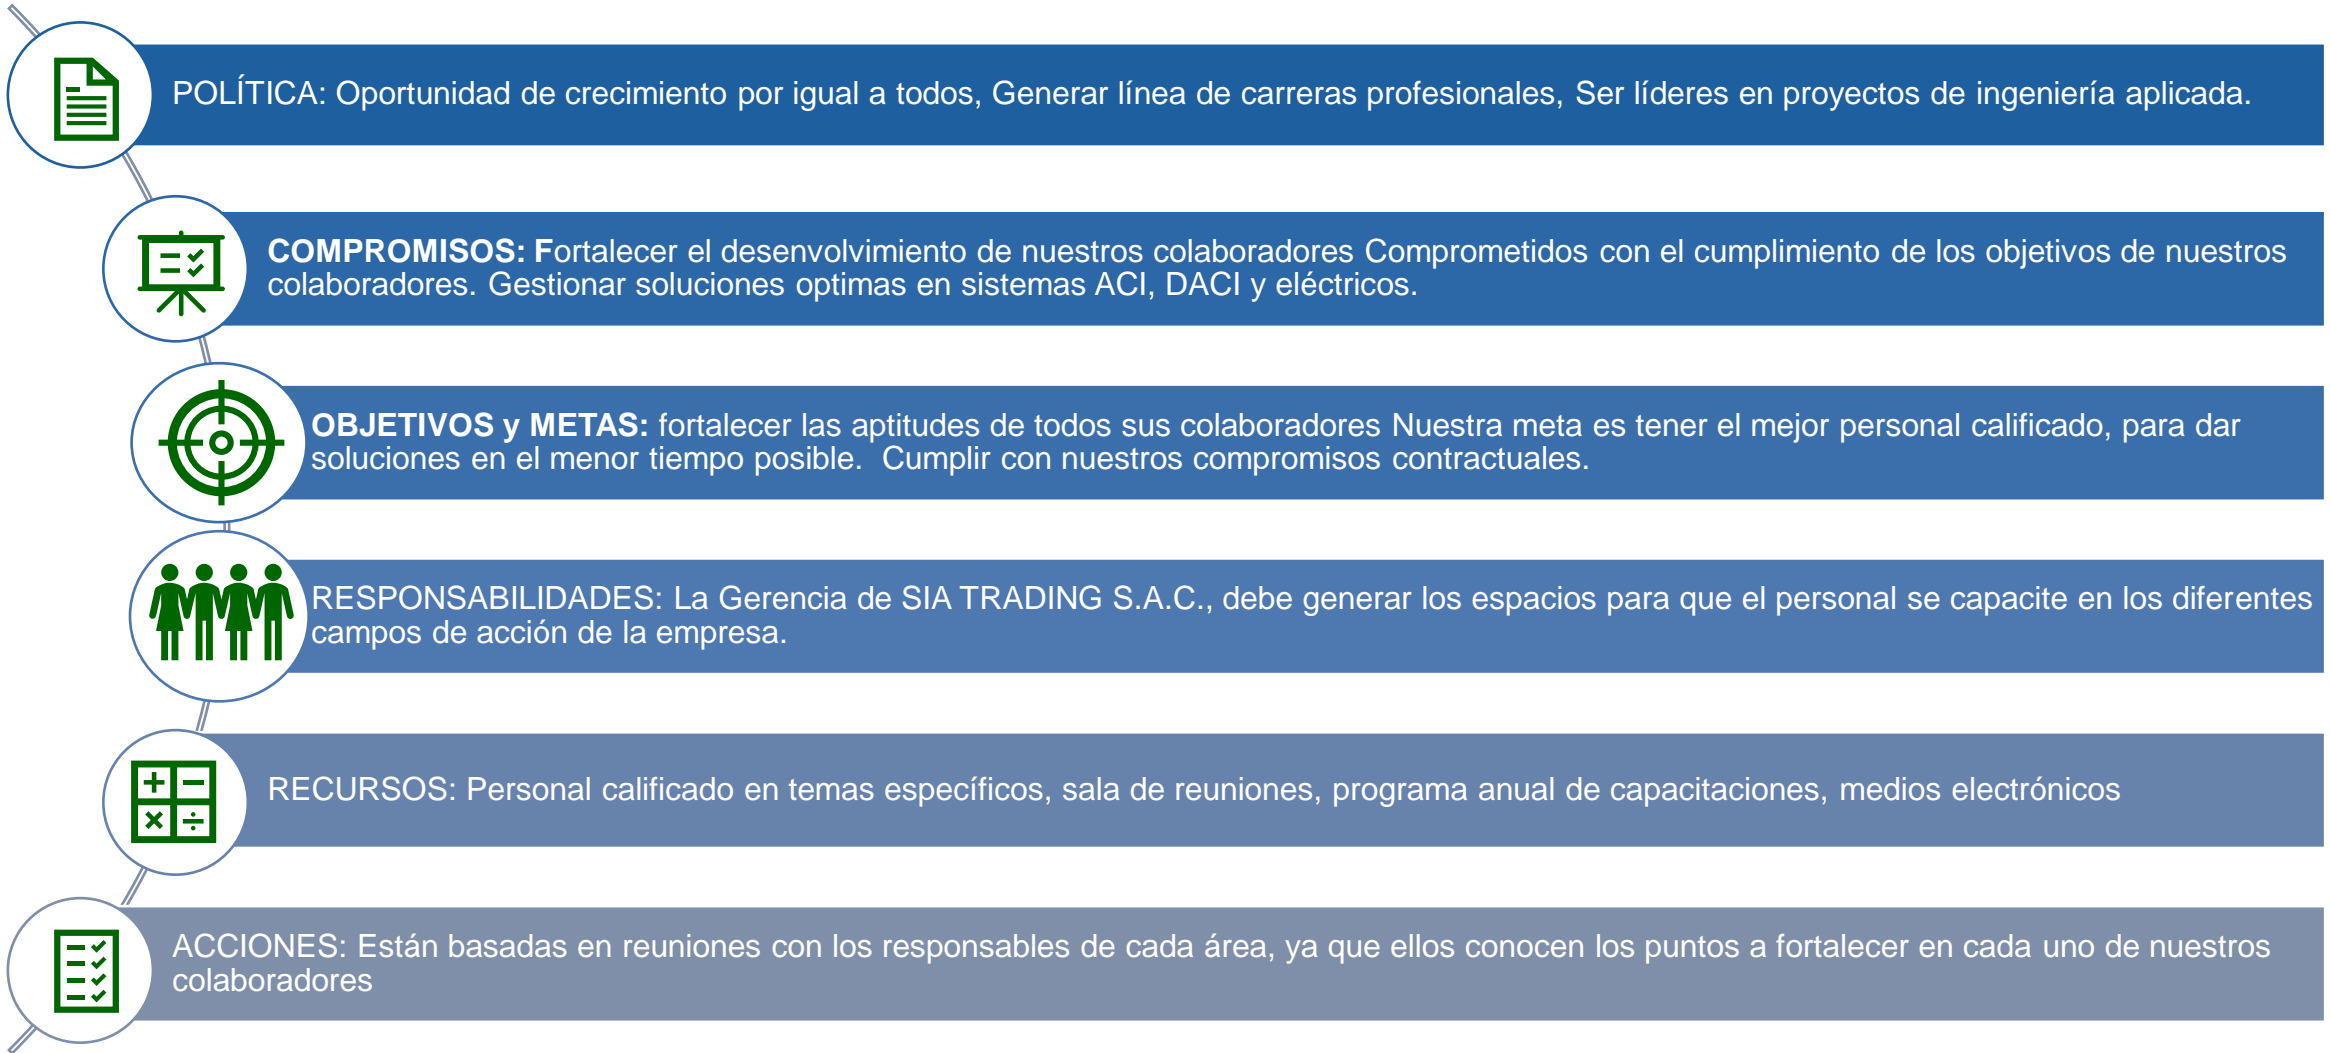 POLÍTICA: Oportunidad de crecimiento por igual a todos, Generar línea de carreras profesionales, Ser líderes en proyectos de ingeniería aplicada.
COMPROMISOS: Fortalecer el desenvolvimiento de nuestros colaboradores Comprometidos con el cumplimiento de los objetivos de nuestros
colaboradores. Gestionar soluciones optimas en sistemas ACI, DACI y eléctricos.
OBJETIVOS y METAS: fortalecer las aptitudes de todos sus colaboradores Nuestra meta es tener el mejor personal calificado, para dar
soluciones en el menor tiempo posible.  Cumplir con nuestros compromisos contractuales.
RESPONSABILIDADES: La Gerencia de SIA TRADING S.A.C., debe generar los espacios para que el personal se capacite en los diferentes
campos de acción de la empresa.
RECURSOS: Personal calificado en temas específicos, sala de reuniones, programa anual de capacitaciones, medios electrónicos
ACCIONES: Están basadas en reuniones con los responsables de cada área, ya que ellos conocen los puntos a fortalecer en cada uno de nuestros
colaboradores